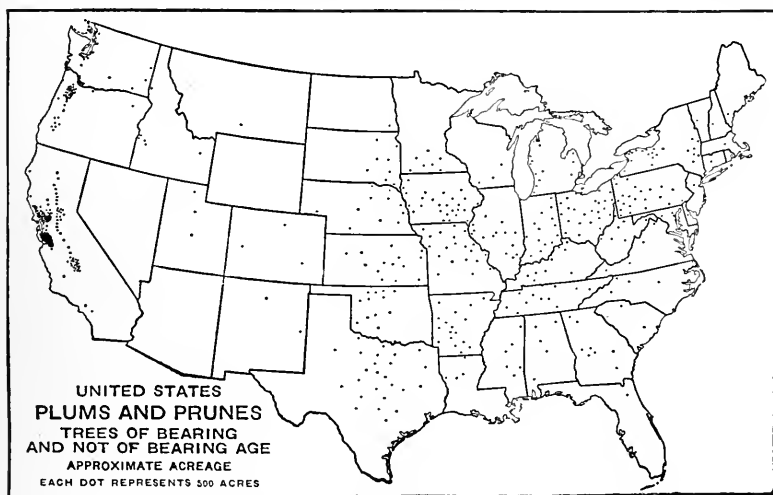 UNITED STATES
PLUMS AND PRUNES
TREES OF BEARING
AND NOT OF BEARING AGE
APPROXIMATE ACREAGE
EACH DOT REPRESENTS 500 ACRES